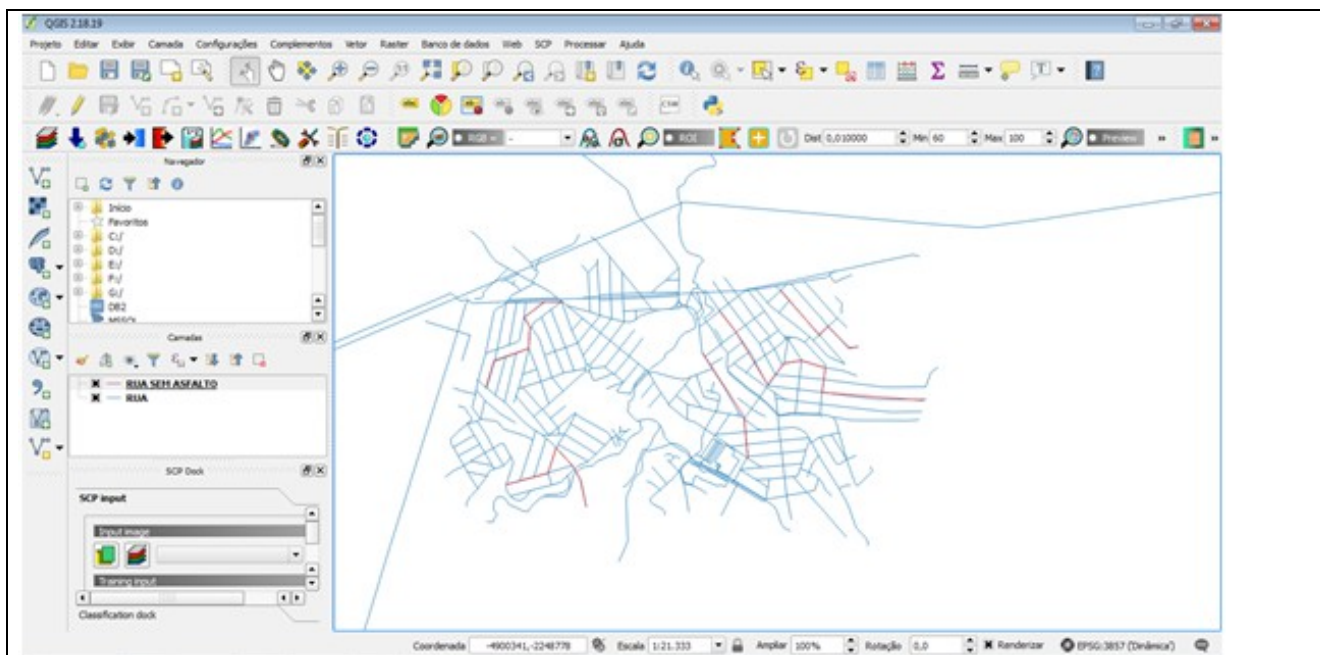 QGIS 2.18.19
Projeto Editar Exibir Camada Configurações Complementos Vetor Raster Banco de dados Web SCP Processar Ajuda
RGB = -
ROI
Dist 0,010000 Min 60 Max 100 Preview
Navegador
Início
Favoritos
C:/
D:/
E:/
F:/
G:/
DB2
MSSQL
Camadas
RUA SEM ASFALTO
RUA
SCP Dock
SCP input
Input image
Training input
Classification dock
Coordenada -4900341,-2248778 Escala 1:21.333 Ampliar 100% Rotação 0,0 Renderizar EPSG:3857 ('Dinâmica')